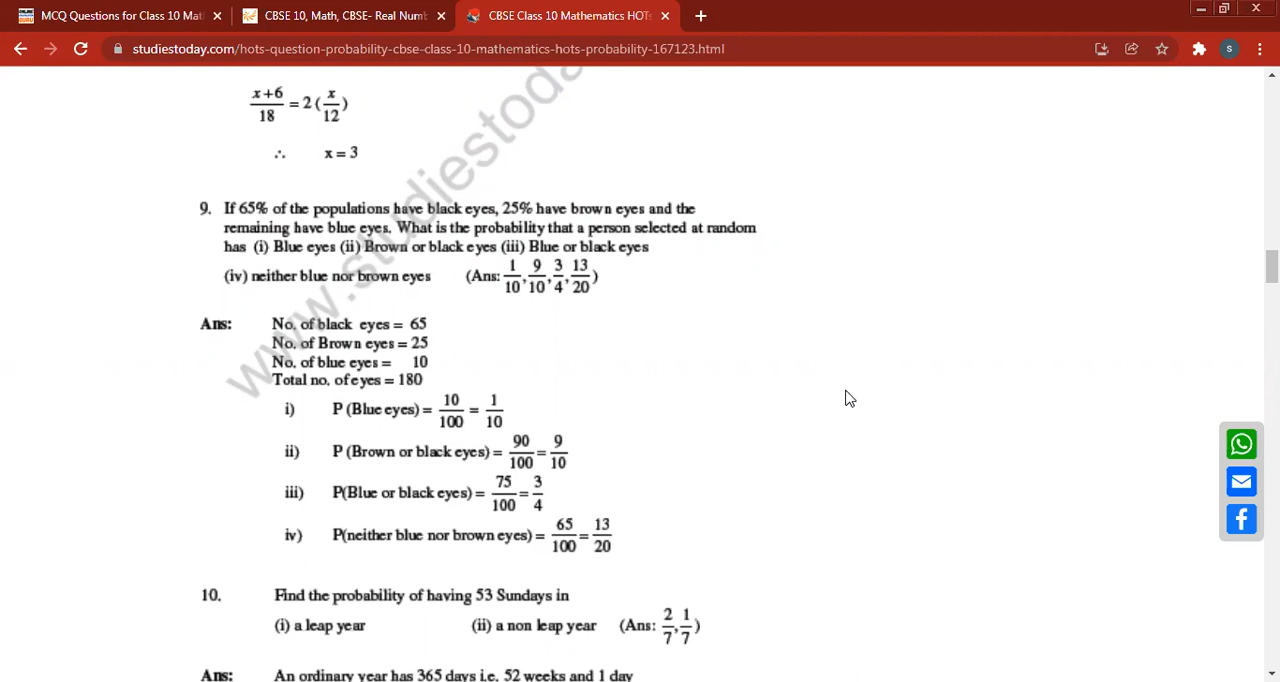 MCQ Questions for Class 10 Mat
CBSE 10, Math, CBSE- Real Numb
CBSE Class 10 Mathematics HOTs
studiestoday.com/hots-question-probability-cbse-class-10-mathematics-hots-probability-167123.html
S
x+6/18 = 2(x/12)
∴ x = 3
www.studiestoda
9. If 65% of the populations have black eyes, 25% have brown eyes and the
remaining have blue eyes. What is the probability that a person selected at random
has (i) Blue eyes (ii) Brown or black eyes (iii) Blue or black eyes
(iv) neither blue nor brown eyes (Ans: 1/10, 9/10, 3/4, 13/20)
Ans: No. of black eyes = 65
No. of Brown eyes = 25
No. of blue eyes = 10
Total no. of eyes = 180
i) P (Blue eyes) = 10/100 = 1/10
ii) P (Brown or black eyes) = 90/100 = 9/10
iii) P(Blue or black eyes) = 75/100 = 3/4
iv) P(neither blue nor brown eyes) = 65/100 = 13/20
10. Find the probability of having 53 Sundays in
(i) a leap year (ii) a non leap year (Ans: 2/7, 1/7)
Ans: An ordinary year has 365 days i.e. 52 weeks and 1 day